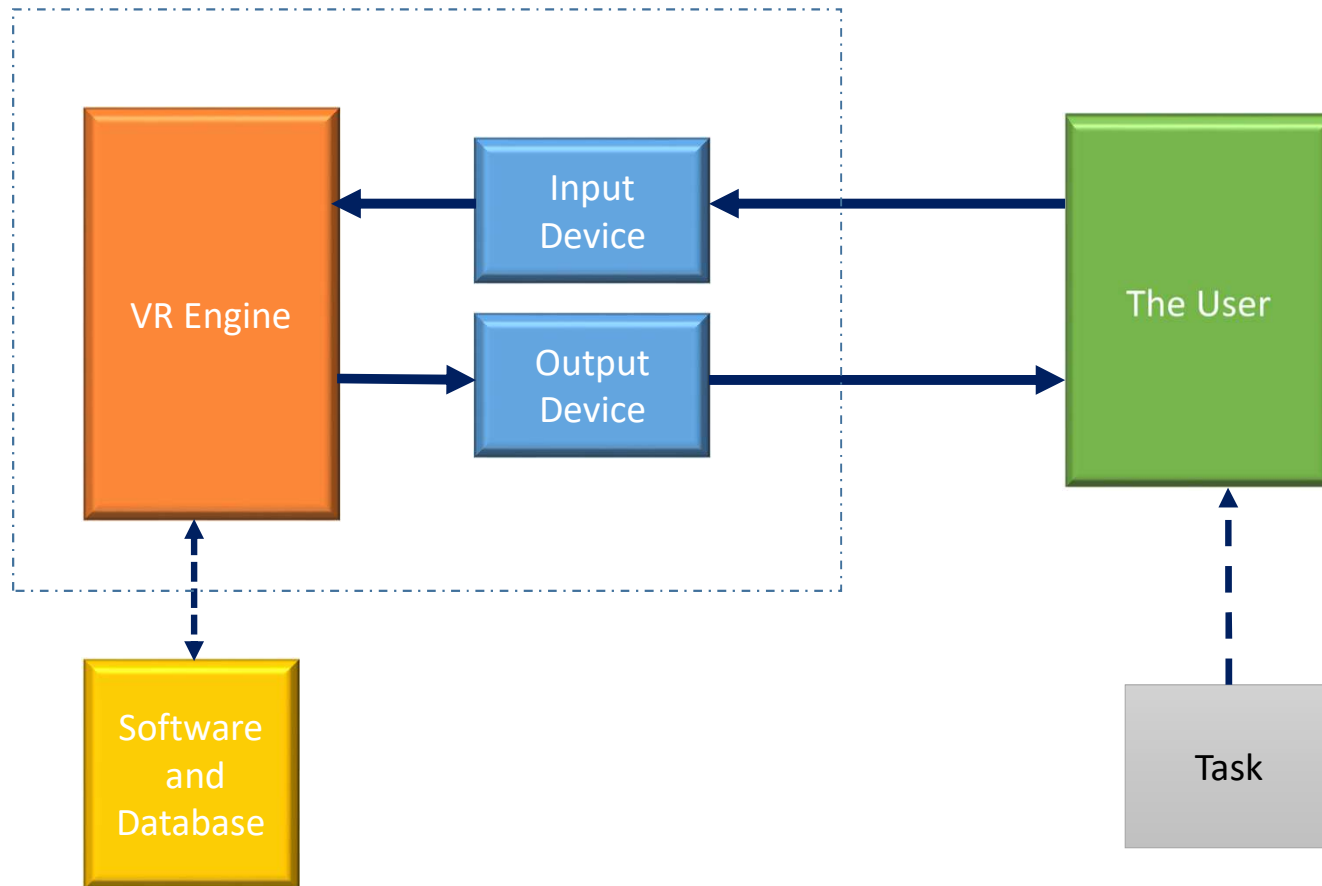 VR Engine
Input
Device
Output
Device
The User
Software
and
Database
Task